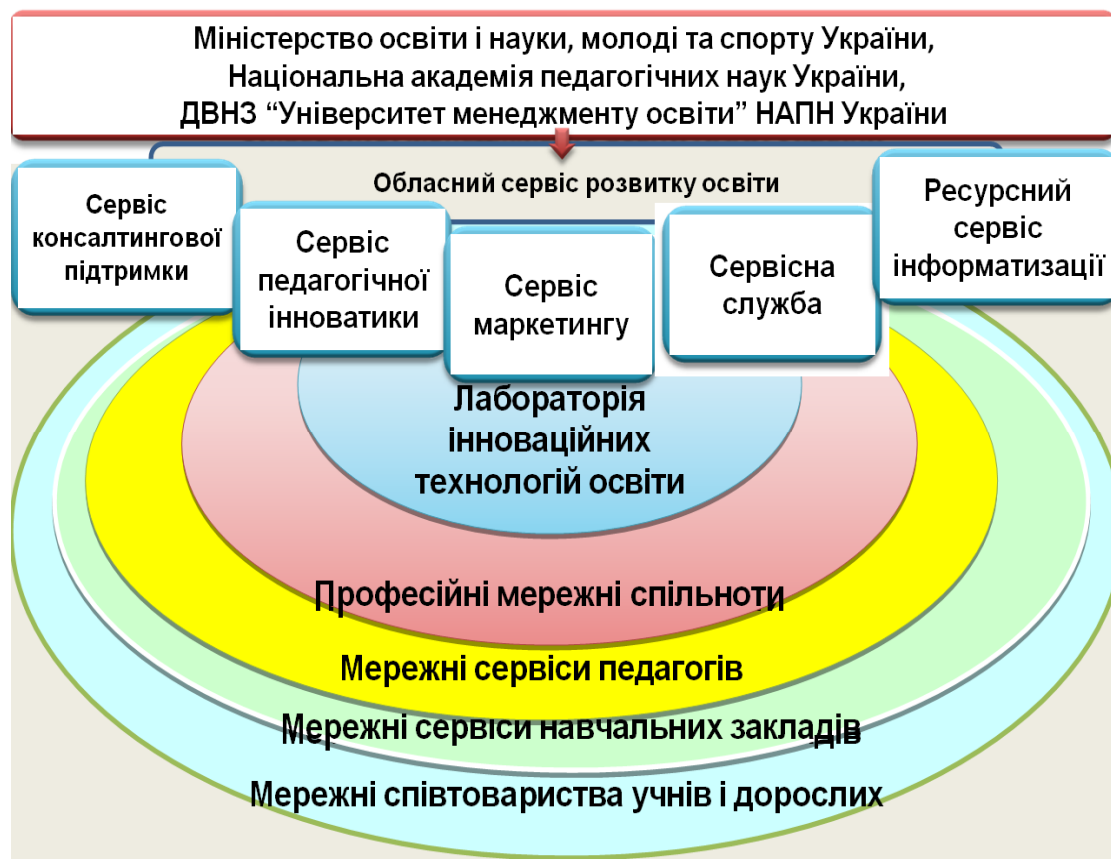 Міністерство освіти і науки, молоді та спорту України,
Національна академія педагогічних наук України,
ДВНЗ “Університет менеджменту освіти” НАПН України
Обласний сервіс розвитку освіти
Сервіс
консалтингової
підтримки
Сервіс
педагогічної
інноватики
Сервіс
маркетингу
Сервісна
служба
Ресурсний
сервіс
інформатизації
Лабораторія
інноваційних
технологій освіти
Професійні мережні спільноти
Мережні сервіси педагогів
Мережні сервіси навчальних закладів
Мережні співтовариства учнів і дорослих